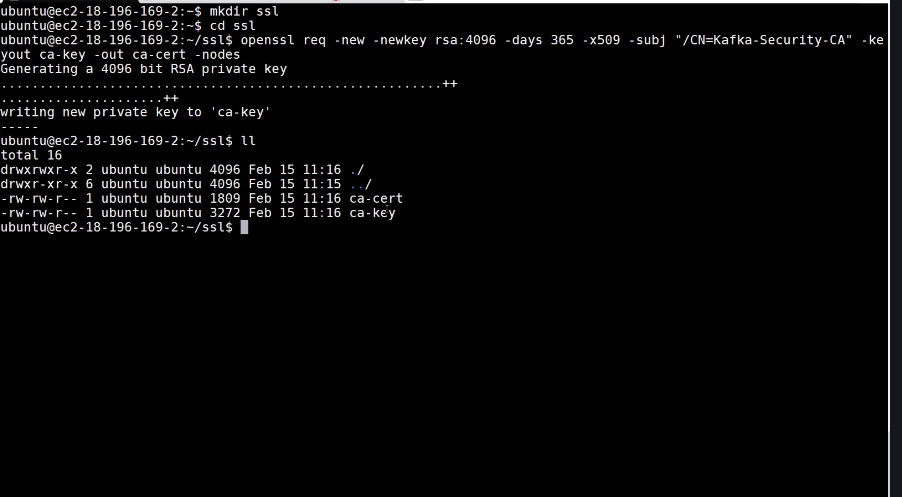 ubuntu@ec2-18-196-169-2:~$ mkdir ssl
ubuntu@ec2-18-196-169-2:~$ cd ssl
ubuntu@ec2-18-196-169-2:~/ssl$ openssl req -new -newkey rsa:4096 -days 365 -x509 -subj "/CN=Kafka-Security-CA" -ke
yout ca-key -out ca-cert -nodes
Generating a 4096 bit RSA private key
.........................................................++
.....................++
writing new private key to 'ca-key'
-----
ubuntu@ec2-18-196-169-2:~/ssl$ ll
total 16
drwxrwxr-x 2 ubuntu ubuntu 4096 Feb 15 11:16 ./
drwxr-xr-x 6 ubuntu ubuntu 4096 Feb 15 11:15 ../
-rw-rw-r-- 1 ubuntu ubuntu 1809 Feb 15 11:16 ca-cert
-rw-rw-r-- 1 ubuntu ubuntu 3272 Feb 15 11:16 ca-key
ubuntu@ec2-18-196-169-2:~/ssl$